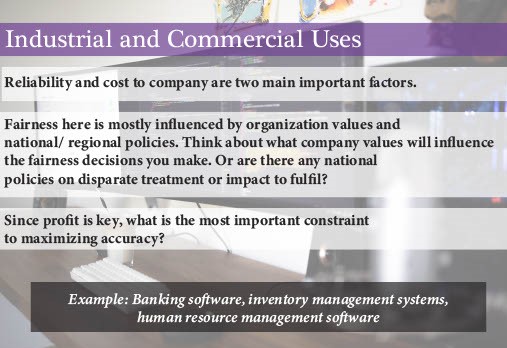 Industrial and Commercial Uses
Reliability and cost to company are two main important factors.
Fairness here is mostly influenced by organization values and
national/ regional policies. Think about what company values will influence
the fairness decisions you make. Or are there any national
policies on disparate treatment or impact to fulfil?
Since profit is key, what is the most important constraint
to maximizing accuracy?
Example: Banking software, inventory management systems,
human resource management software